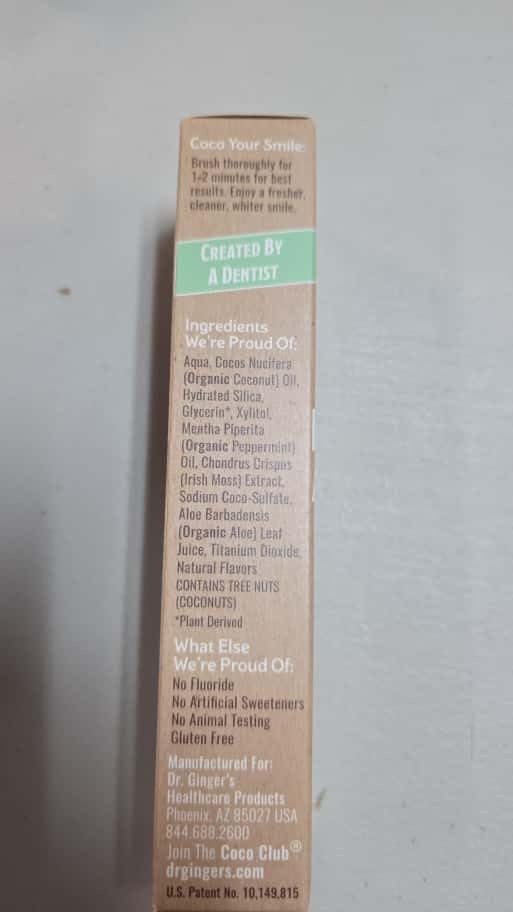 Coco Your Smile:
Brush thoroughly for
1-2 minutes for best
results. Enjoy a fresher,
cleaner, whiter smile.
CREATED BY
A DENTIST
Ingredients
We're Proud Of:
Aqua, Cocos Nucifera
(Organic Coconut) Oil,
Hydrated Silica,
Glycerin*, Xylitol,
Mentha Piperita
(Organic Peppermint)
Oil, Chondrus Crispus
(Irish Moss) Extract,
Sodium Coco-Sulfate,
Aloe Barbadensis
(Organic Aloe) Leaf
Juice, Titanium Dioxide,
Natural Flavors
CONTAINS TREE NUTS
(COCONUTS)
*Plant Derived
What Else
We're Proud Of:
No Fluoride
No Artificial Sweeteners
No Animal Testing
Gluten Free
Manufactured For:
Dr. Ginger's
Healthcare Products
Phoenix, AZ 85027 USA
844.688.2600
Join The Coco Club®
drgingers.com
U.S. Patent No. 10,149,815